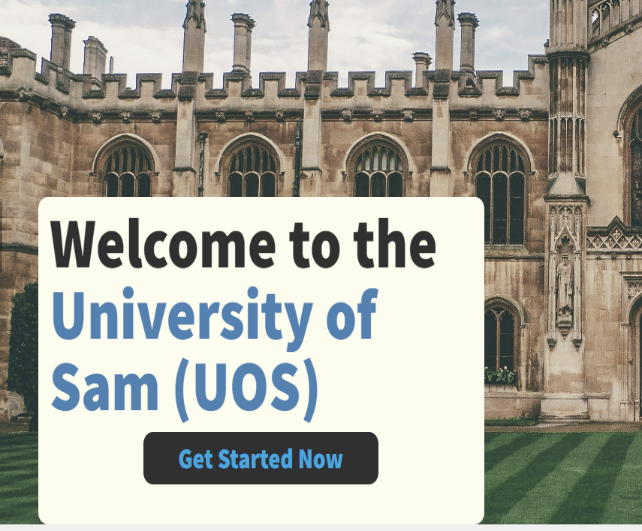 Welcome to the
University of
Sam (UOS)
Get Started Now